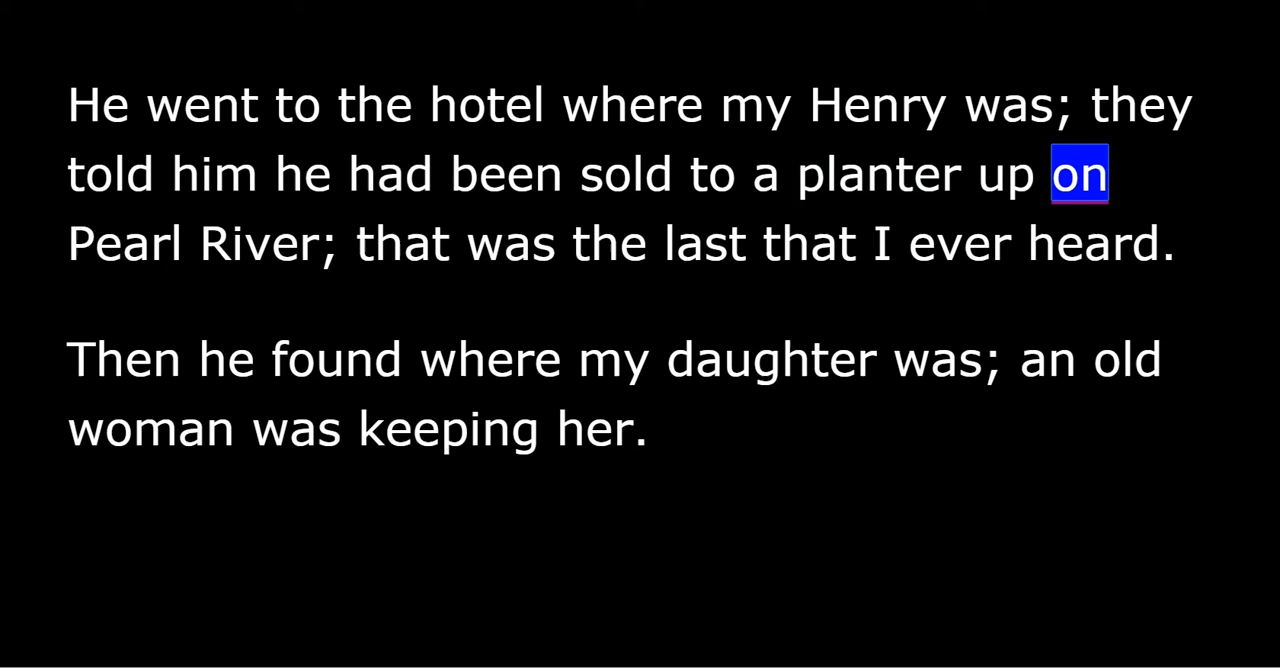 He went to the hotel where my Henry was; they
told him he had been sold to a planter up on
Pearl River; that was the last that I ever heard.
Then he found where my daughter was; an old
woman was keeping her.